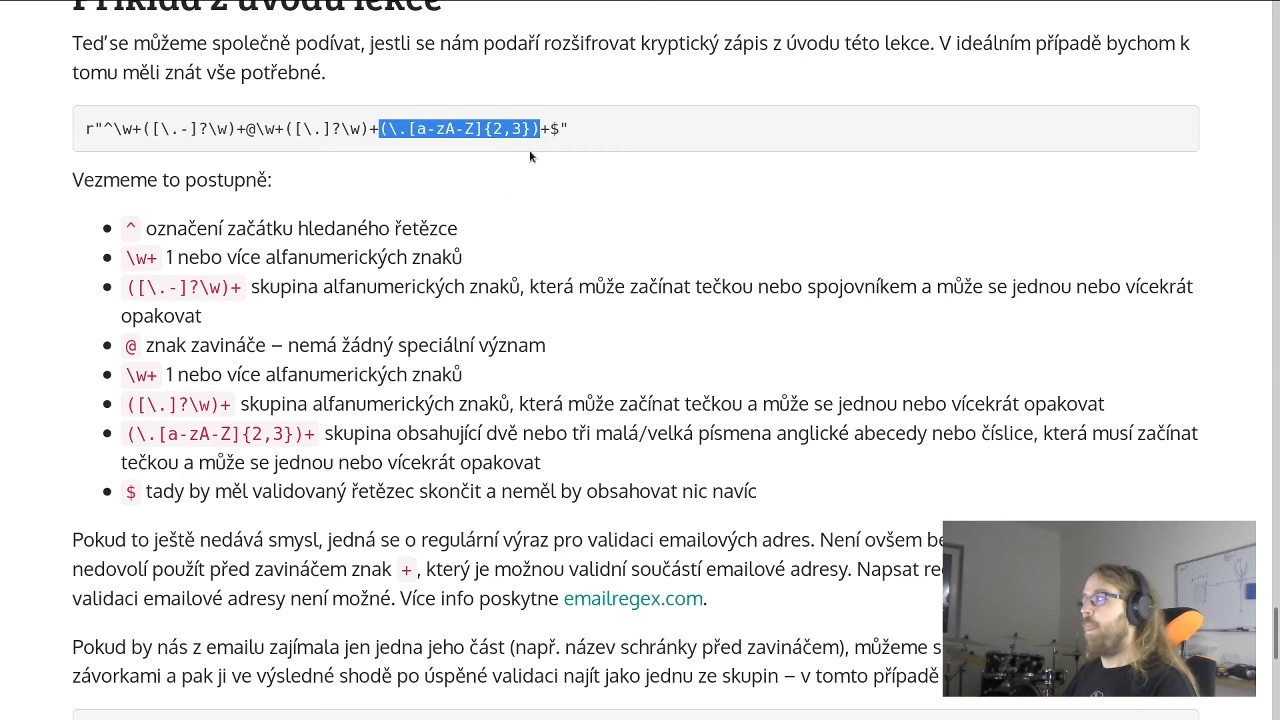 Příklad z úvodu lekce
Teď se můžeme společně podívat, jestli se nám podaří rozšifrovat kryptický zápis z úvodu této lekce. V ideálním případě bychom k
tomu měli znát vše potřebné.
r"^\w+([\.-]?\w)+@\w+([\.]?\w)+(\.[a-zA-Z]{2,3})+$"
Vezmeme to postupně:
^ označení začátku hledaného řetězce
\w+ 1 nebo více alfanumerických znaků
([\.-]?\w)+ skupina alfanumerických znaků, která může začínat tečkou nebo spojovníkem a může se jednou nebo vícekrát
opakovat
@ znak zavináče – nemá žádný speciální význam
\w+ 1 nebo více alfanumerických znaků
([\.]?\w)+ skupina alfanumerických znaků, která může začínat tečkou a může se jednou nebo vícekrát opakovat
(\.[a-zA-Z]{2,3})+ skupina obsahující dvě nebo tři malá/velká písmena anglické abecedy nebo číslice, která musí začínat
tečkou a může se jednou nebo vícekrát opakovat
$ tady by měl validovaný řetězec skončit a neměl by obsahovat nic navíc
Pokud to ještě nedává smysl, jedná se o regulární výraz pro validaci emailových adres. Není ovšem
nedovolí použít před zavináčem znak +, který je možnou validní součástí emailové adresy. Napsat
validaci emailové adresy není možné. Více info poskytne emailregex.com.
Pokud by nás z emailu zajímala jen jedna jeho část (např. název schránky před zavináčem), můžeme
závorkami a pak ji ve výsledné shodě po úspěné validaci najít jako jednu ze skupin – v tomto případě